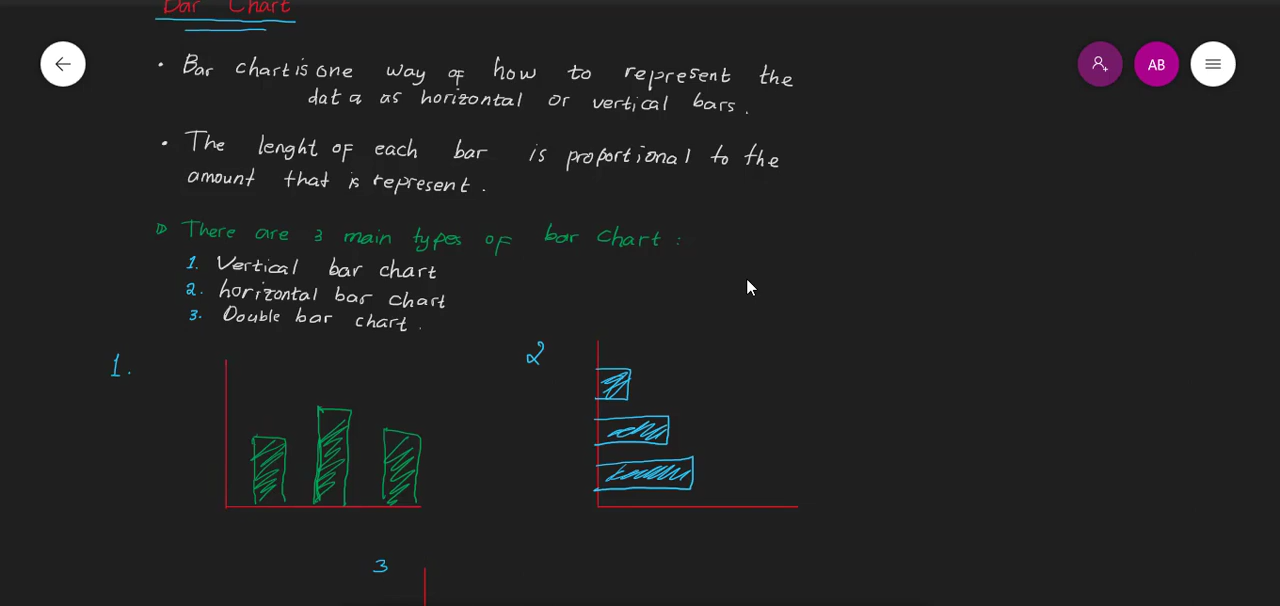 Bar Chart
AB
• Bar chart is one way of how to represent the
data as horizontal or vertical bars.
• The lenght of each bar is proportional to the
amount that is represent.
There are 3 main types of bar chart :
1. Vertical bar chart
2. horizontal bar chart
3. Double bar chart.
1.
2
3